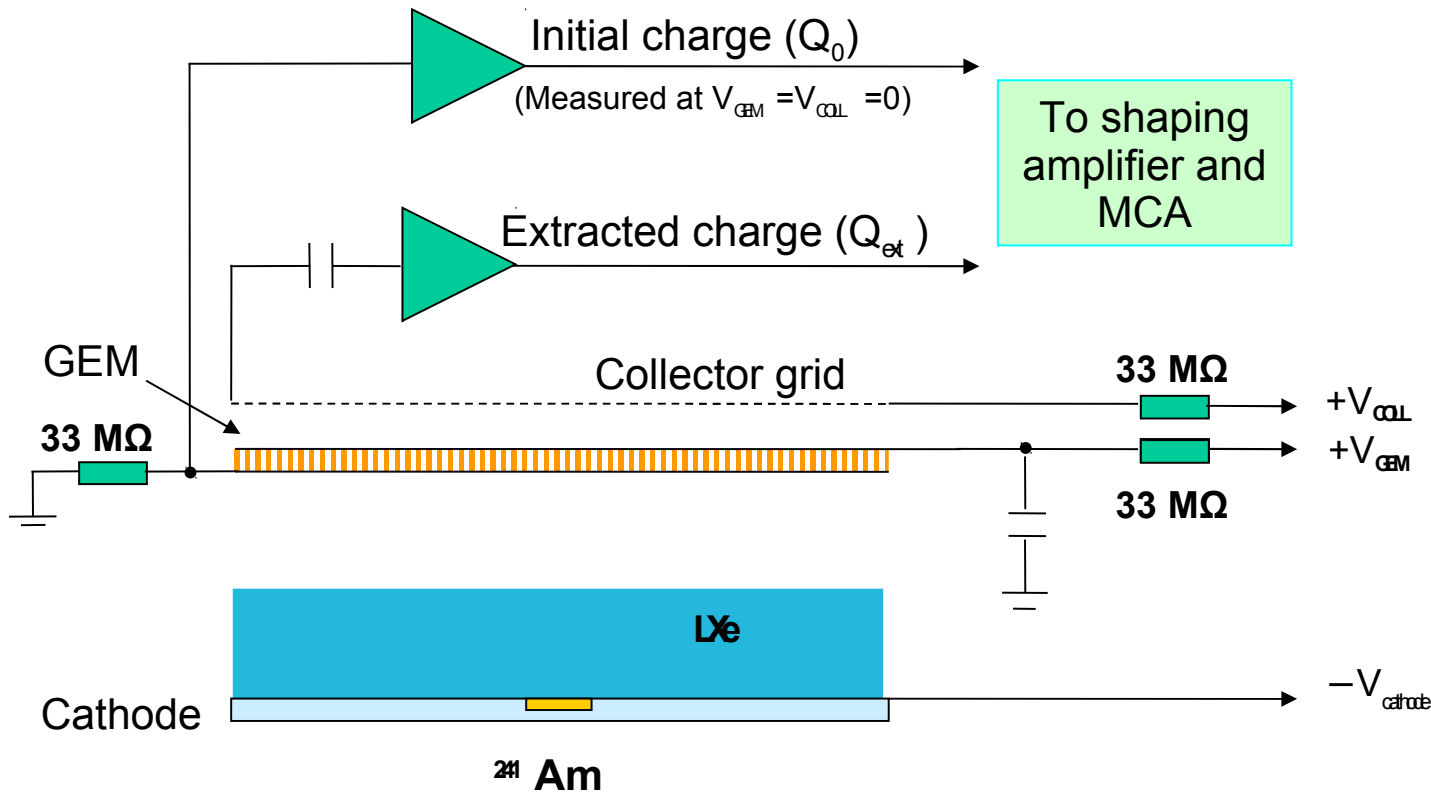 Initial charge (Q0)
(Measured at VGEM =VCOLL =0)
To shaping
amplifier and
MCA
Extracted charge (Qext )
GEM
Collector grid
33 MΩ
+VCOLL
33 MΩ
+VGEM
33 MΩ
LXe
Cathode
−Vcathode
241 Am